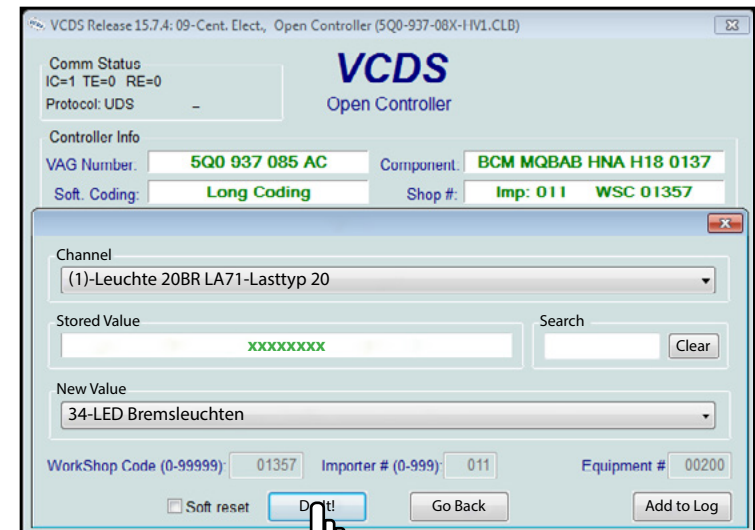 VCDS Release 15.7.4: 09-Cent. Elect., Open Controller (5Q0-937-08X-HV1.CLB)
Comm Status
IC=1 TE=0 RE=0
Protocol: UDS –
VCDS
Open Controller
Controller Info
VAG Number: 5Q0 937 085 AC Component: BCM MQBAB HNA H18 0137
Soft. Coding: Long Coding Shop #: Imp: 011 WSC 01357
Channel
(1)-Leuchte 20BR LA71-Lasttyp 20
Stored Value Search
xxxxxxxx Clear
New Value
34-LED Bremsleuchten
WorkShop Code (0-99999): 01357 Importer # (0-999): 011 Equipment # 00200
Soft reset Do It! Go Back Add to Log